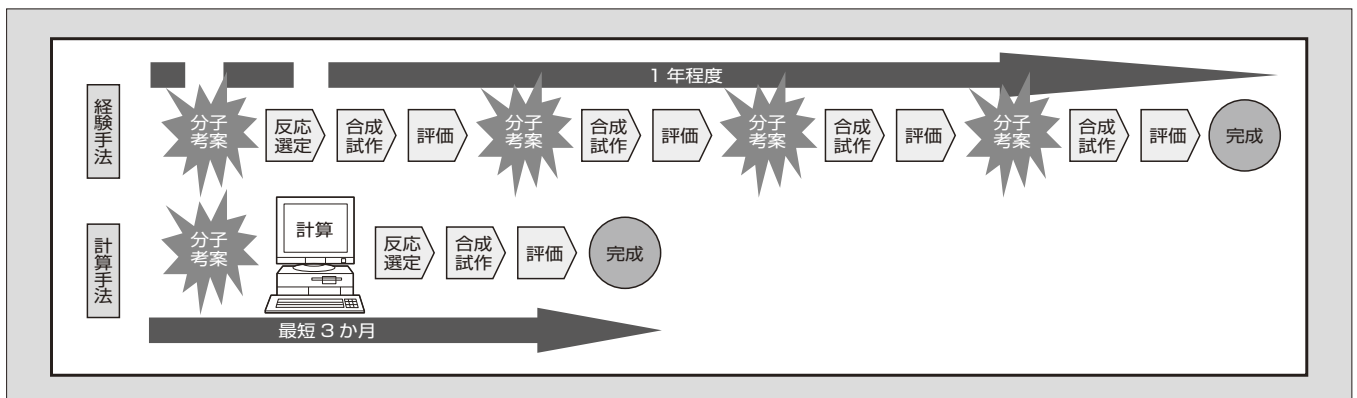 1 年程度
経験手法
分子
考案
反応
選定
合成
試作
評価
分子
考案
合成
試作
評価
分子
考案
合成
試作
評価
分子
考案
合成
試作
評価
完成
計算手法
分子
考案
計算
反応
選定
合成
試作
評価
完成
最短 3 か月